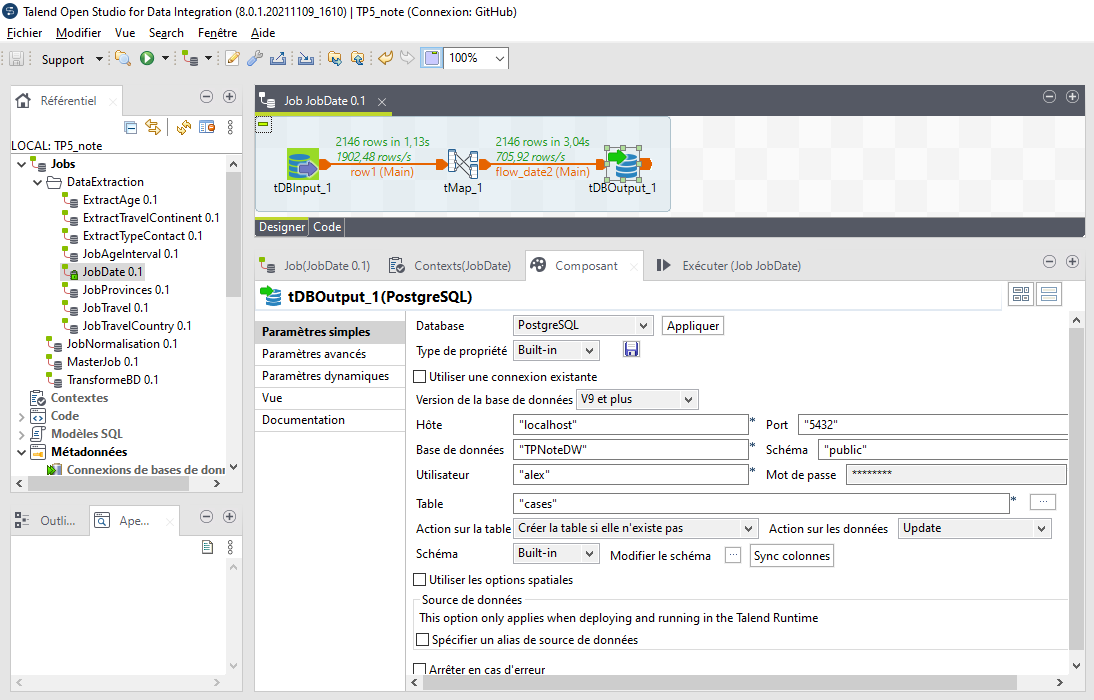 Talend Open Studio for Data Integration (8.0.1.20211109_1610) | TP5_note (Connexion: GitHub)
Fichier Modifier Vue Search Fenêtre Aide
Support 100%
Référentiel
LOCAL: TP5_note
Jobs
DataExtraction
ExtractAge 0.1
ExtractTravelContinent 0.1
ExtractTypeContact 0.1
JobAgeInterval 0.1
JobDate 0.1
JobProvinces 0.1
JobTravel 0.1
JobTravelCountry 0.1
JobNormalisation 0.1
MasterJob 0.1
TransformeBD 0.1
Contextes
Code
Modèles SQL
Métadonnées
Connexions de bases de donr
Outli...
Ape...
Job JobDate 0.1
2146 rows in 1,13s
1902,48 rows/s
row1 (Main)
2146 rows in 3,04s
705,92 rows/s
flow_date2 (Main)
tDBInput_1
tMap_1
tDBOutput_1
Designer Code
Job(JobDate 0.1)
Contexts(JobDate)
Composant
Exécuter (Job JobDate)
tDBOutput_1(PostgreSQL)
Paramètres simples
Paramètres avancés
Paramètres dynamiques
Vue
Documentation
Database PostgreSQL Appliquer
Type de propriété Built-in
Utiliser une connexion existante
Version de la base de données V9 et plus
Hôte "localhost" * Port "5432"
Base de données "TPNoteDW" * Schéma "public"
Utilisateur "alex" * Mot de passe ********
Table "cases" * ...
Action sur la table Créer la table si elle n'existe pas Action sur les données Update
Schéma Built-in Modifier le schéma ... Sync colonnes
Utiliser les options spatiales
Source de données
This option only applies when deploying and running in the Talend Runtime
Spécifier un alias de source de données
Arrêter en cas d'erreur